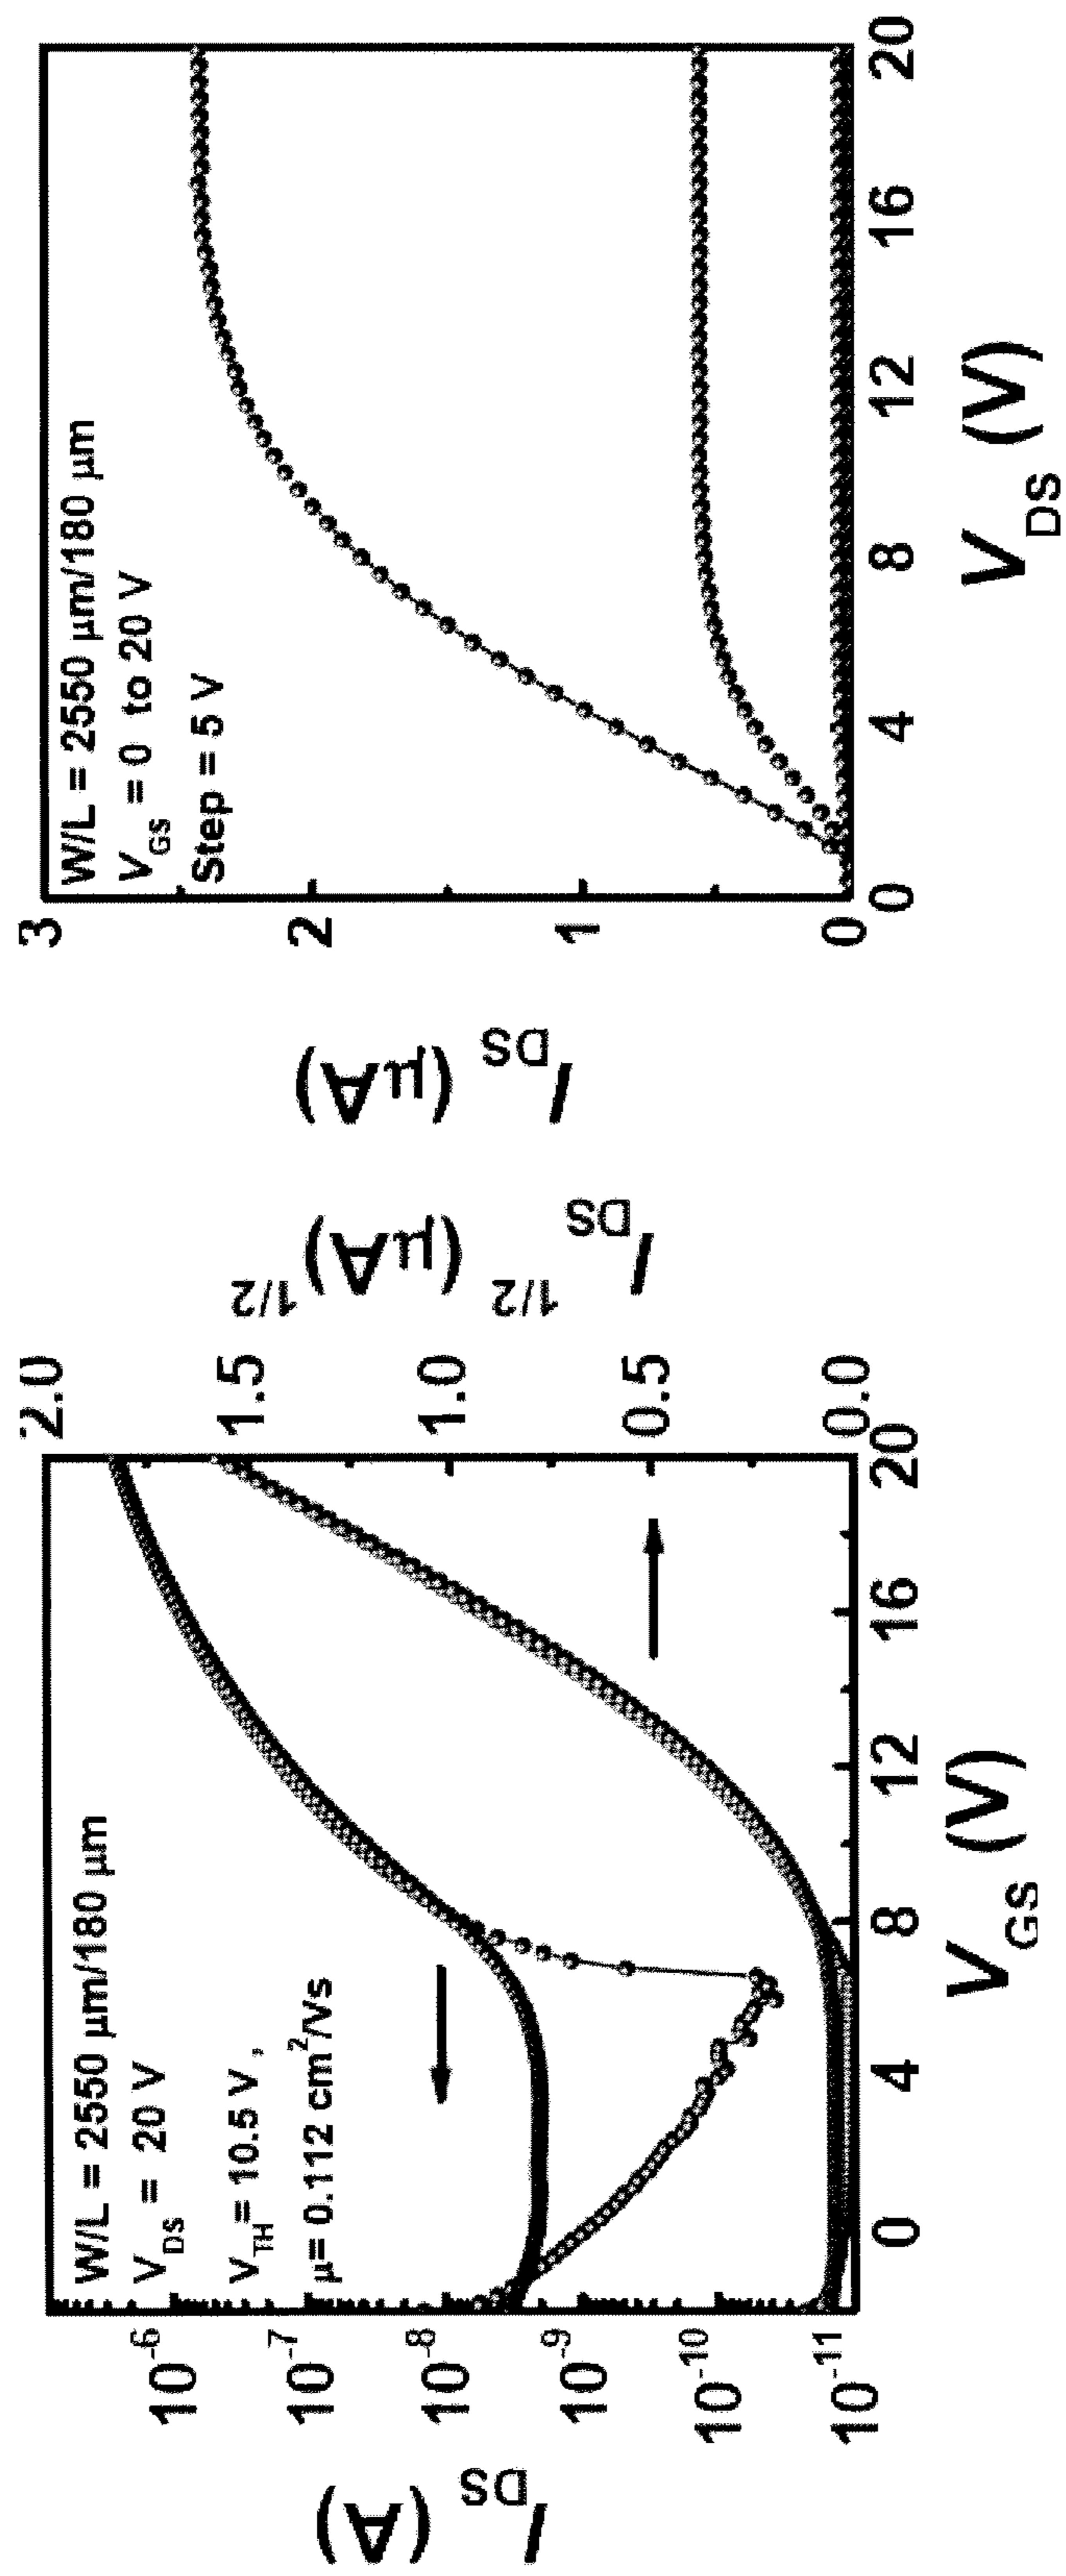 W/L = 2550 μm/180 μm
V_DS = 20 V
V_TH = 10.5 V ,
μ = 0.112 cm²/Vs
10⁻⁶
10⁻⁷
10⁻⁸
10⁻⁹
10⁻¹⁰
10⁻¹¹
I_DS (A)
0 4 8 12 16 20
V_GS (V)
2.0
1.5
1.0
0.5
0.0
I_DS^1/2 (μA)^1/2
W/L = 2550 μm/180 μm
V_GS = 0 to 20 V
Step = 5 V
3
2
1
0
I_DS (μA)
0 4 8 12 16 20
V_DS (V)